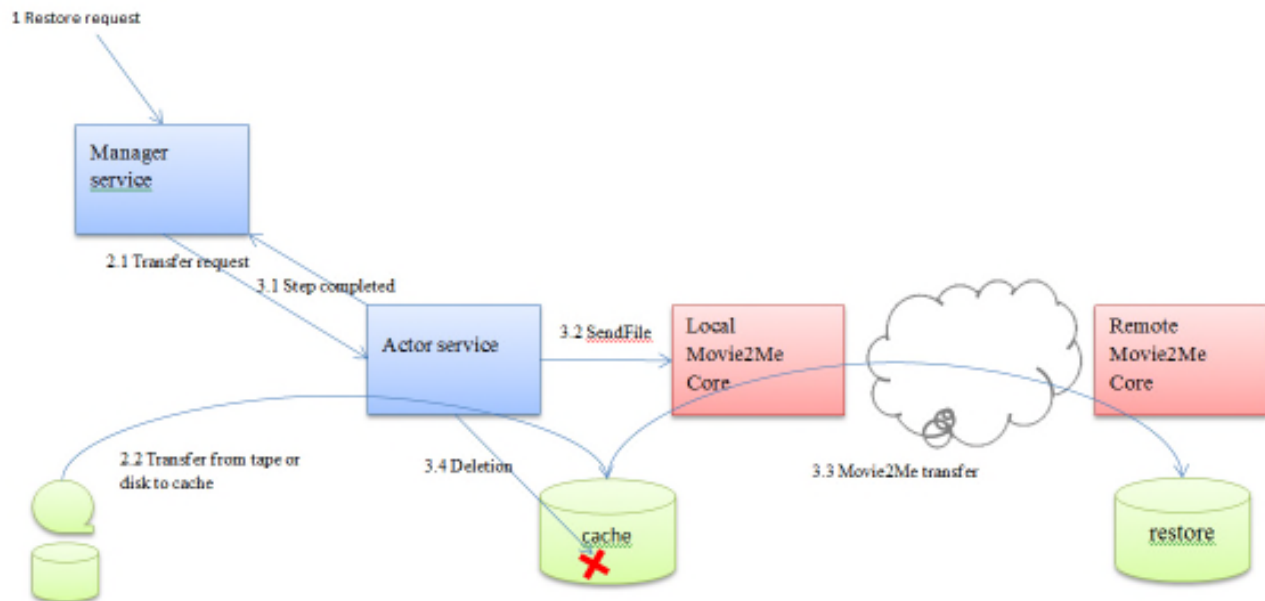 1 Restore request
Manager
service
2.1 Transfer request
3.1 Step completed
Actor service
3.2 SendFile
Local
Movie2Me
Core
Remote
Movie2Me
Core
2.2 Transfer from tape or
disk to cache
3.4 Deletion
3.3 Movie2Me transfer
cache
restore